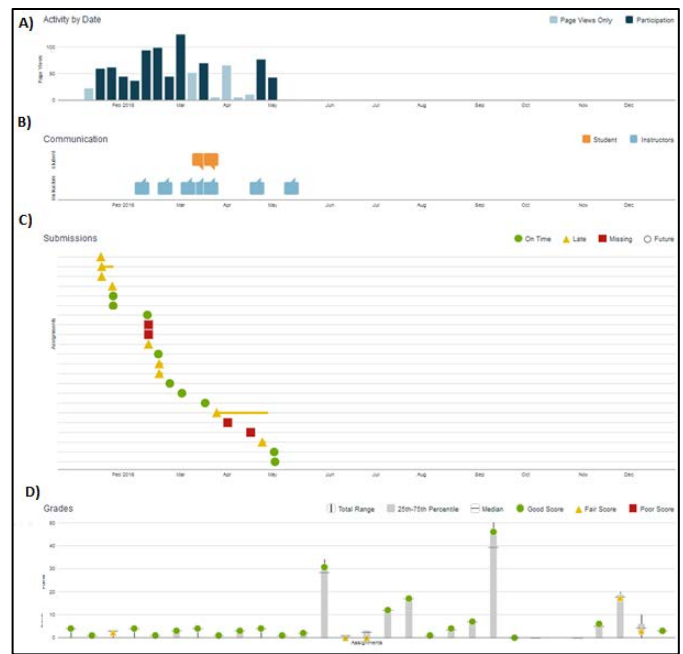 A)
Activity by Date
Page Views Only
Participation
Page Views
100
50
0
Feb 2016
Mar
Apr
May
Jun
Jul
Aug
Sep
Oct
Nov
Dec
B)
Communication
Student
Instructors
Student
Instructors
Feb 2016
Mar
Apr
May
Jun
Jul
Aug
Sep
Oct
Nov
Dec
C)
Submissions
On Time
Late
Missing
Future
Assignments
Feb 2016
Mar
Apr
May
Jun
Jul
Aug
Sep
Oct
Nov
Dec
D)
Grades
Total Range
25th-75th Percentile
Median
Good Score
Fair Score
Poor Score
50
40
30
20
10
0
Assignments